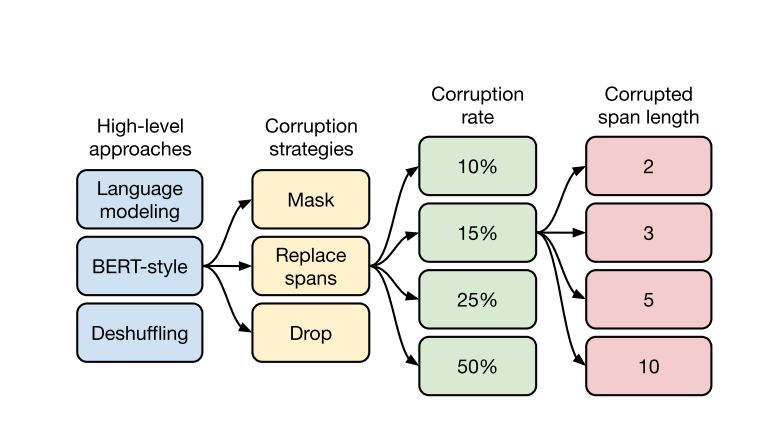 High-level
approaches
Language
modeling
BERT-style
Deshuffling
Corruption
strategies
Mask
Replace
spans
Drop
Corruption
rate
10%
15%
25%
50%
Corrupted
span length
2
3
5
10